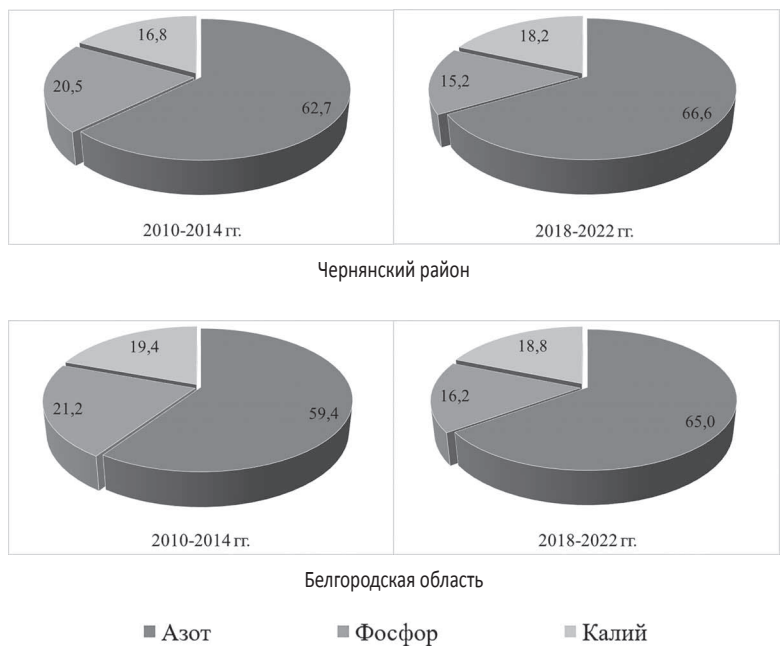 16,8
18,2
20,5
15,2
62,7
66,6
2010-2014 гг.
2018-2022 гг.
Чернянский район
19,4
18,8
21,2
59,4
16,2
65,0
2010-2014 гг.
2018-2022 гг.
Белгородская область
Азот
Фосфор
Калий